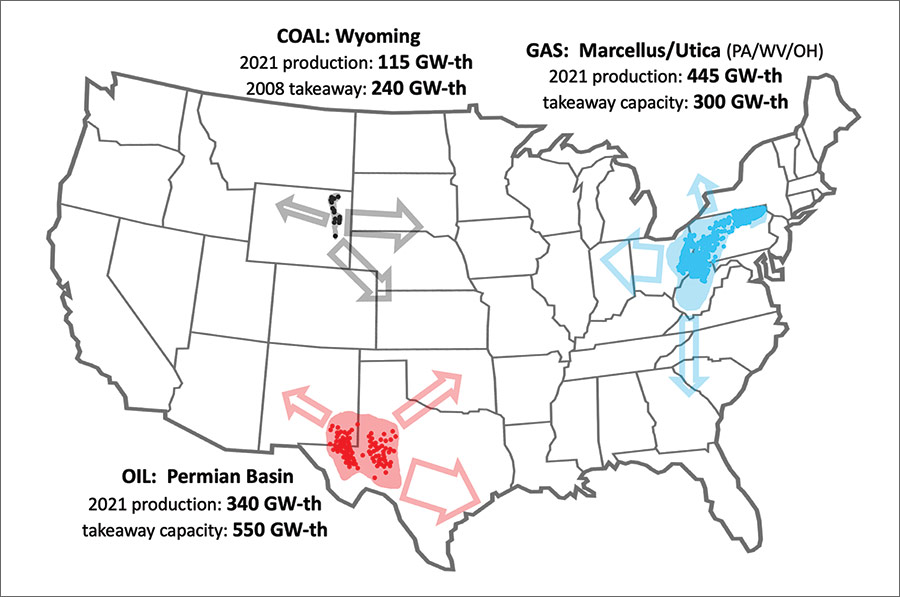 COAL: Wyoming
2021 production: 115 GW-th
2008 takeaway: 240 GW-th
GAS: Marcellus/Utica (PA/WV/OH)
2021 production: 445 GW-th
takeaway capacity: 300 GW-th
OIL: Permian Basin
2021 production: 340 GW-th
takeaway capacity: 550 GW-th